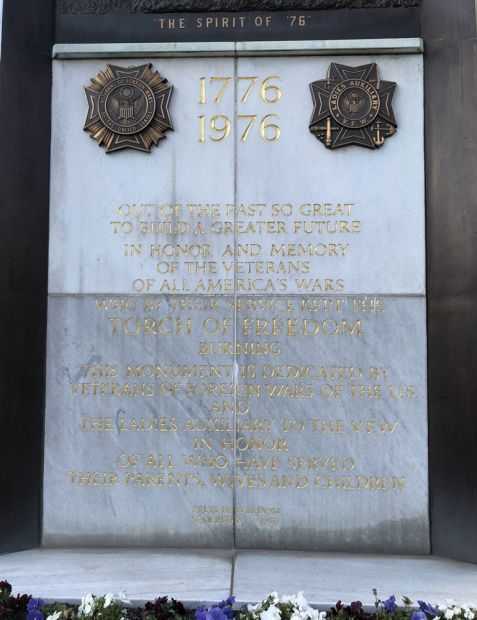 "THE SPIRIT OF '76"
1776
1976
LADIES AUXILIARY
V.F.W.
OUT OF THE PAST SO GREAT
TO BUILD A GREATER FUTURE
IN HONOR AND MEMORY
OF THE VETERANS
OF ALL AMERICA'S WARS
WHO BY THEIR SERVICE KEPT THE
TORCH OF FREEDOM
BURNING
THIS MONUMENT IS DEDICATED BY
VETERANS OF FOREIGN WARS OF THE U.S.
AND
THE LADIES AUXILIARY TO THE V.F.W.
IN HONOR
OF ALL WHO HAVE SERVED
THEIR PARENTS, WIVES AND CHILDREN